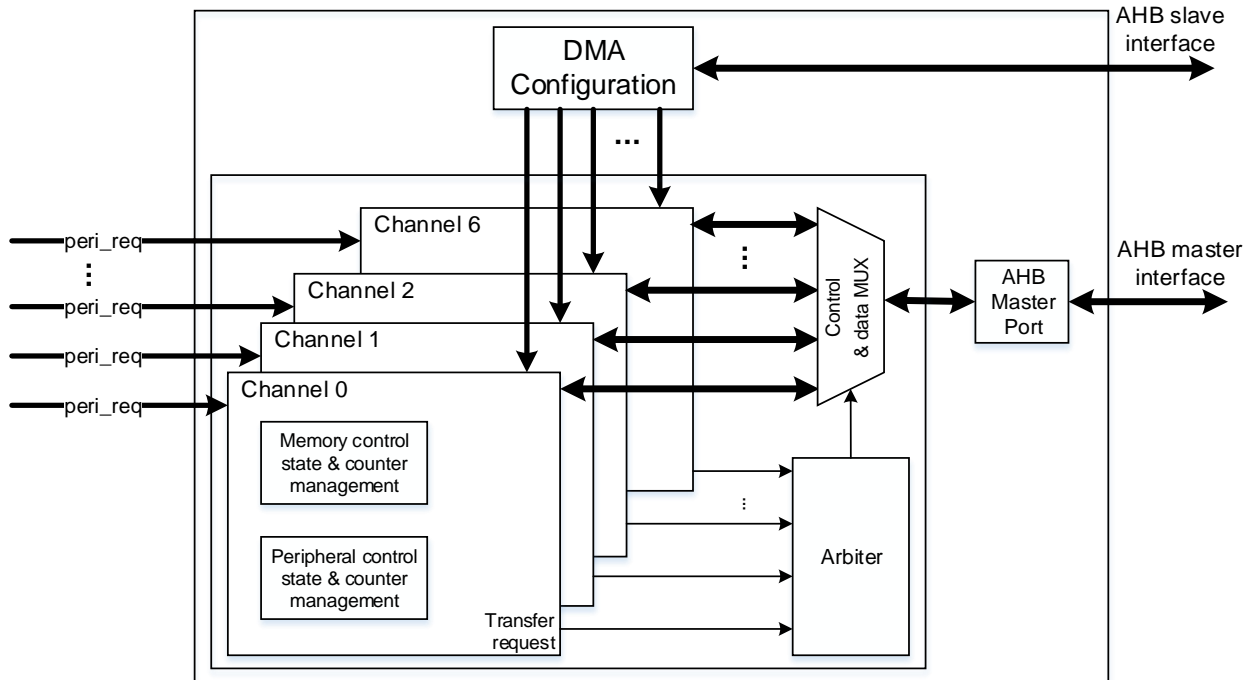 AHB slave
interface
DMA
Configuration
...
Channel 6
peri_req
...
...
AHB master
interface
Channel 2
peri_req
AHB
Master
Port
Control
& data MUX
Channel 1
peri_req
Channel 0
peri_req
Memory control
state & counter
management
...
Arbiter
Peripheral control
state & counter
management
Transfer
request